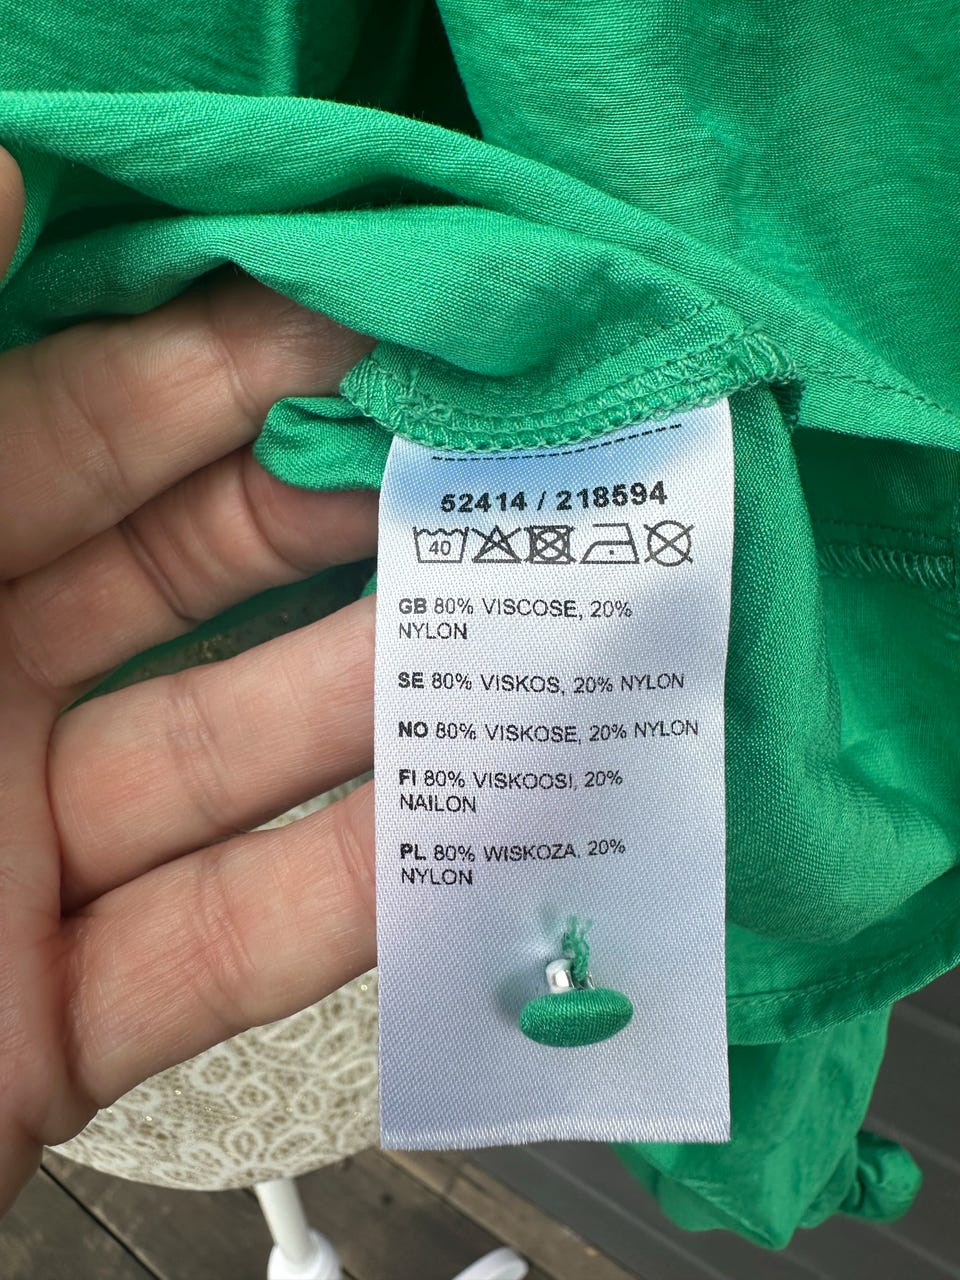 52414 / 218594
40
GB 80% VISCOSE, 20%
NYLON
SE 80% VISKOS, 20% NYLON
NO 80% VISKOSE, 20% NYLON
FI 80% VISKOOSI, 20%
NAILON
PL 80% WISKOZA, 20%
NYLON